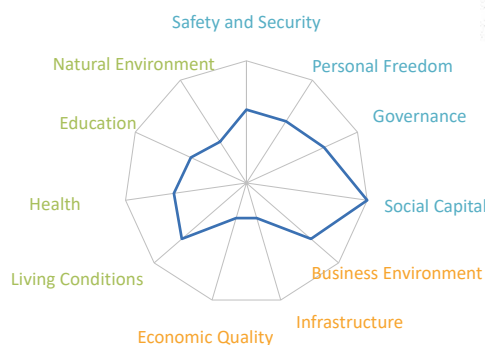 Safety and Security
Natural Environment
Personal Freedom
Education
Governance
Health
Social Capital
Living Conditions
Business Environment
Economic Quality
Infrastructure